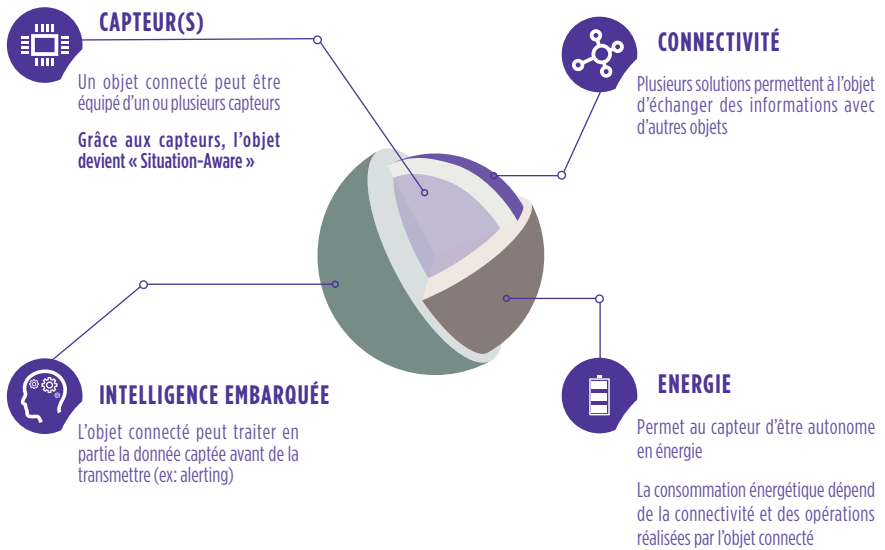 CAPTEUR(S)
Un objet connecté peut être
équipé d’un ou plusieurs capteurs
Grâce aux capteurs, l’objet
devient « Situation-Aware »
CONNECTIVITÉ
Plusieurs solutions permettent à l’objet
d’échanger des informations avec
d’autres objets
INTELLIGENCE EMBARQUÉE
L’objet connecté peut traiter en
partie la donnée captée avant de la
transmettre (ex: alerting)
ENERGIE
Permet au capteur d’être autonome
en énergie
La consommation énergétique dépend
de la connectivité et des opérations
réalisées par l’objet connecté